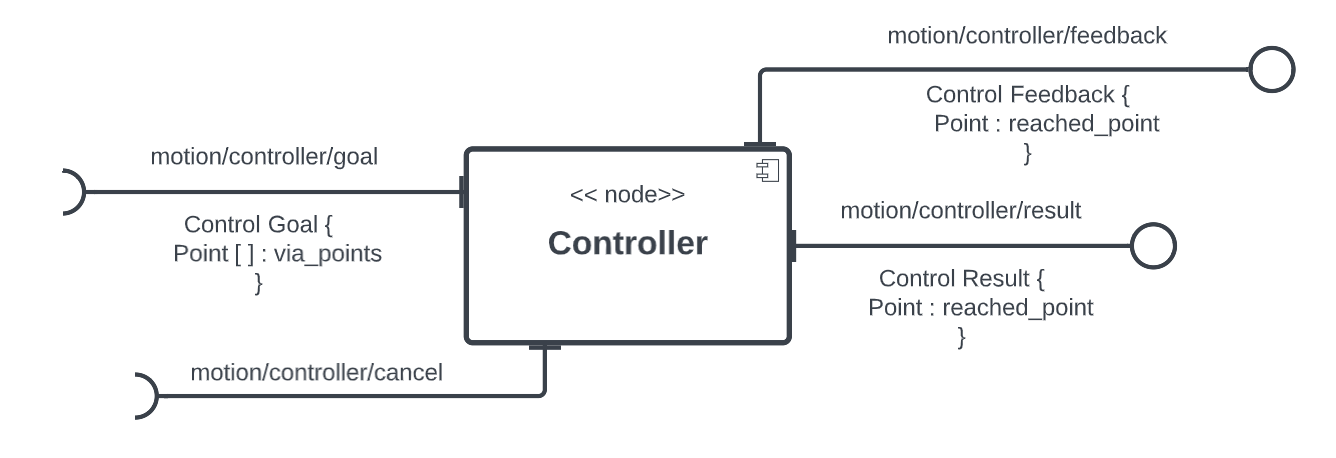 motion/controller/feedback
Control Feedback {
Point : reached_point
}
motion/controller/goal
Control Goal {
Point [ ] : via_points
}
<< node>>
Controller
motion/controller/result
Control Result {
Point : reached_point
}
motion/controller/cancel